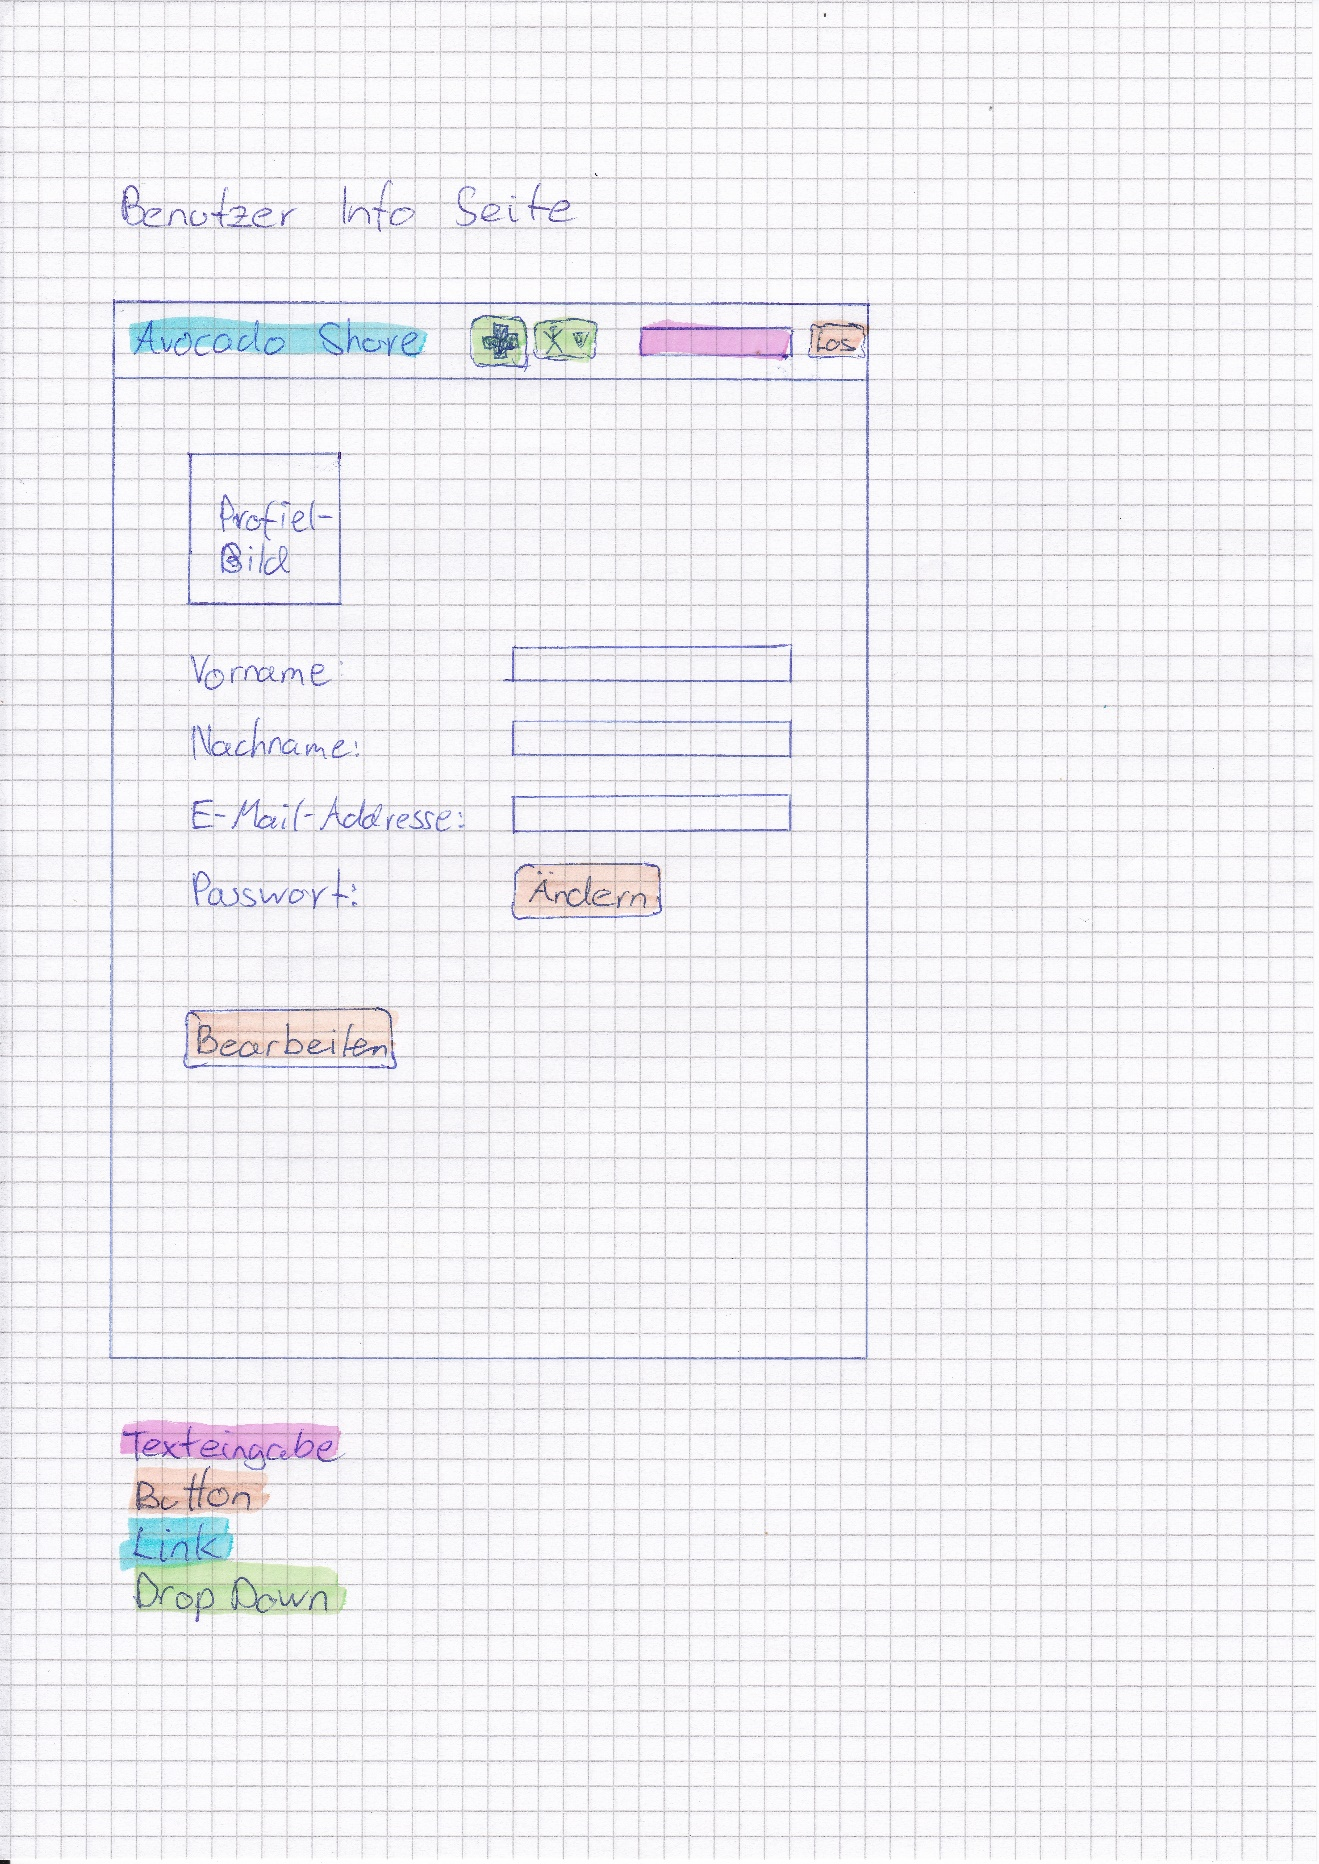 Benutzer Info Seite
Avocado Share
Los
Profiel-
Bild
Vorname:
Nachname:
E-Mail-Addresse:
Passwort: Ändern
Bearbeiten
Texteingabe
Button
Link
Drop Down